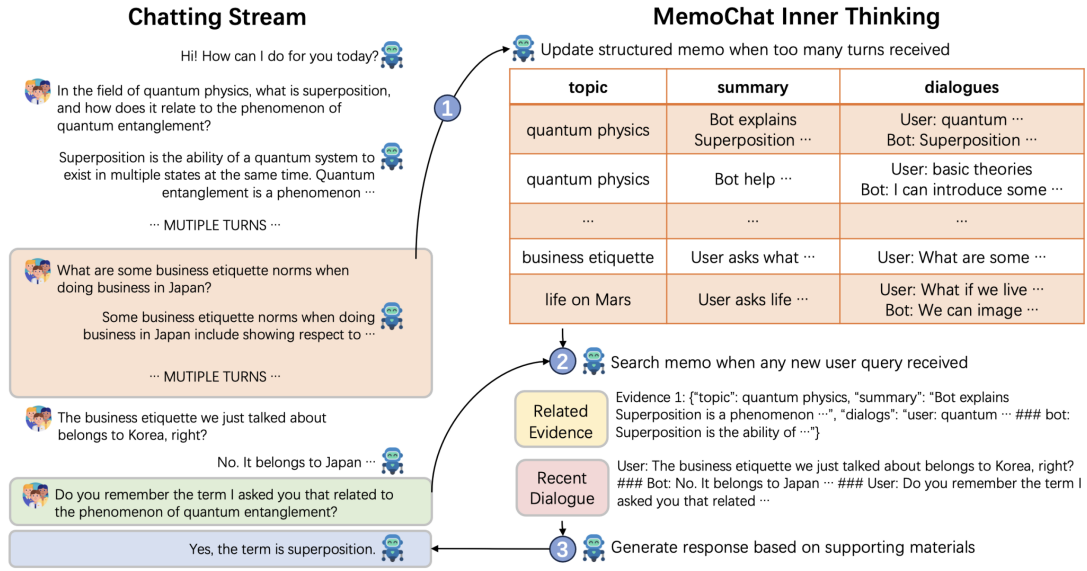 Chatting Stream
Hi! How can I do for you today?
In the field of quantum physics, what is superposition,
and how does it relate to the phenomenon of
quantum entanglement?
Superposition is the ability of a quantum system to
exist in multiple states at the same time. Quantum
entanglement is a phenomenon ···
··· MUTIPLE TURNS ···
What are some business etiquette norms when
doing business in Japan?
Some business etiquette norms when doing
business in Japan include showing respect to ···
··· MUTIPLE TURNS ···
The business etiquette we just talked about
belongs to Korea, right?
No. It belongs to Japan ···
Do you remember the term I asked you that related to
the phenomenon of quantum entanglement?
Yes, the term is superposition.
MemoChat Inner Thinking
1
Update structured memo when too many turns received
topic summary dialogues
quantum physics
Bot explains
Superposition ···
User: quantum ···
Bot: Superposition ···
quantum physics
Bot help ···
User: basic theories
Bot: I can introduce some ···
··· ··· ···
business etiquette User asks what ··· User: What are some ···
life on Mars
User asks life ···
User: What if we live ···
Bot: We can image ···
2
Search memo when any new user query received
Related
Evidence
Evidence 1: {“topic”: quantum physics, “summary”: “Bot explains
Superposition is a phenomenon ···”, “dialogs”: “user: quantum ··· ### bot:
Superposition is the ability of ···”}
Recent
Dialogue
User: The business etiquette we just talked about belongs to Korea, right?
### Bot: No. It belongs to Japan ··· ### User: Do you remember the term I
asked you that related ···
3
Generate response based on supporting materials